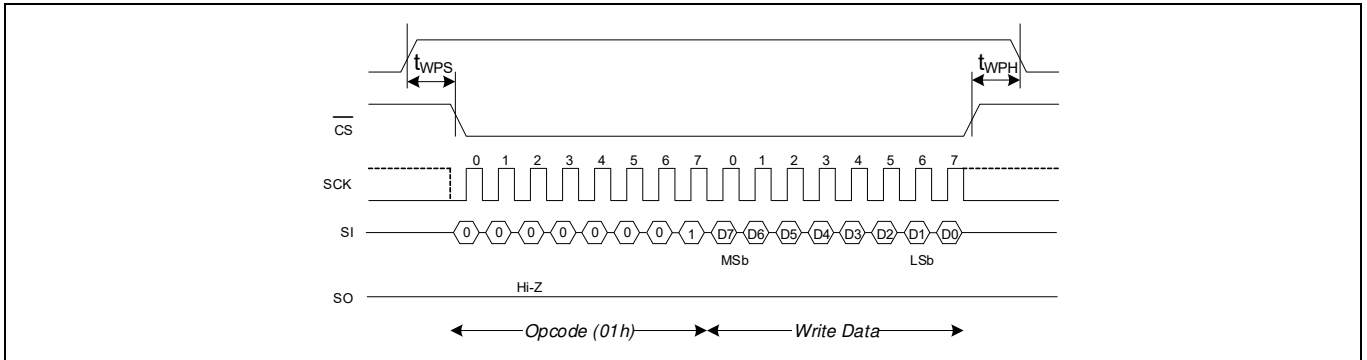 tWPS tWPH
CS
0 1 2 3 4 5 6 7 0 1 2 3 4 5 6 7
SCK
SI 0 0 0 0 0 0 0 1 D7 D6 D5 D4 D3 D2 D1 D0
MSb LSb
Hi-Z
SO
Opcode (01h) Write Data